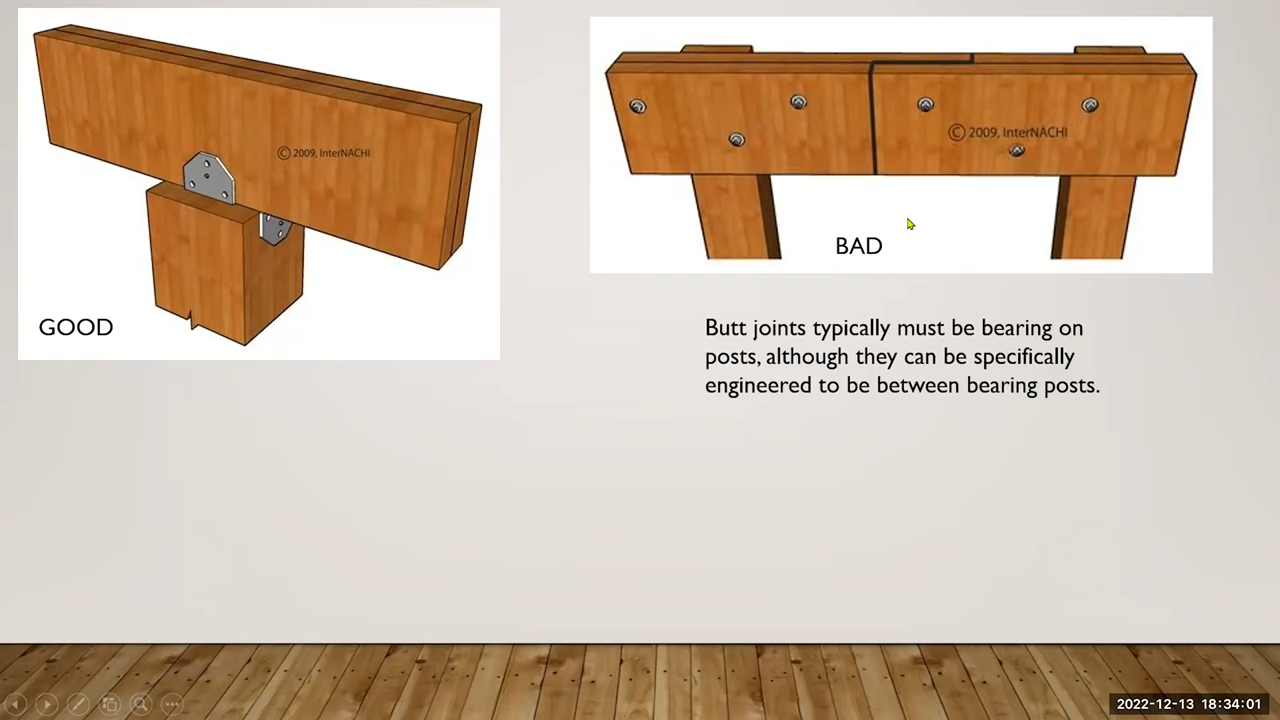 © 2009, InterNACHI
GOOD
© 2009, InterNACHI
BAD
Butt joints typically must be bearing on
posts, although they can be specifically
engineered to be between bearing posts.
2022-12-13 18:34:01